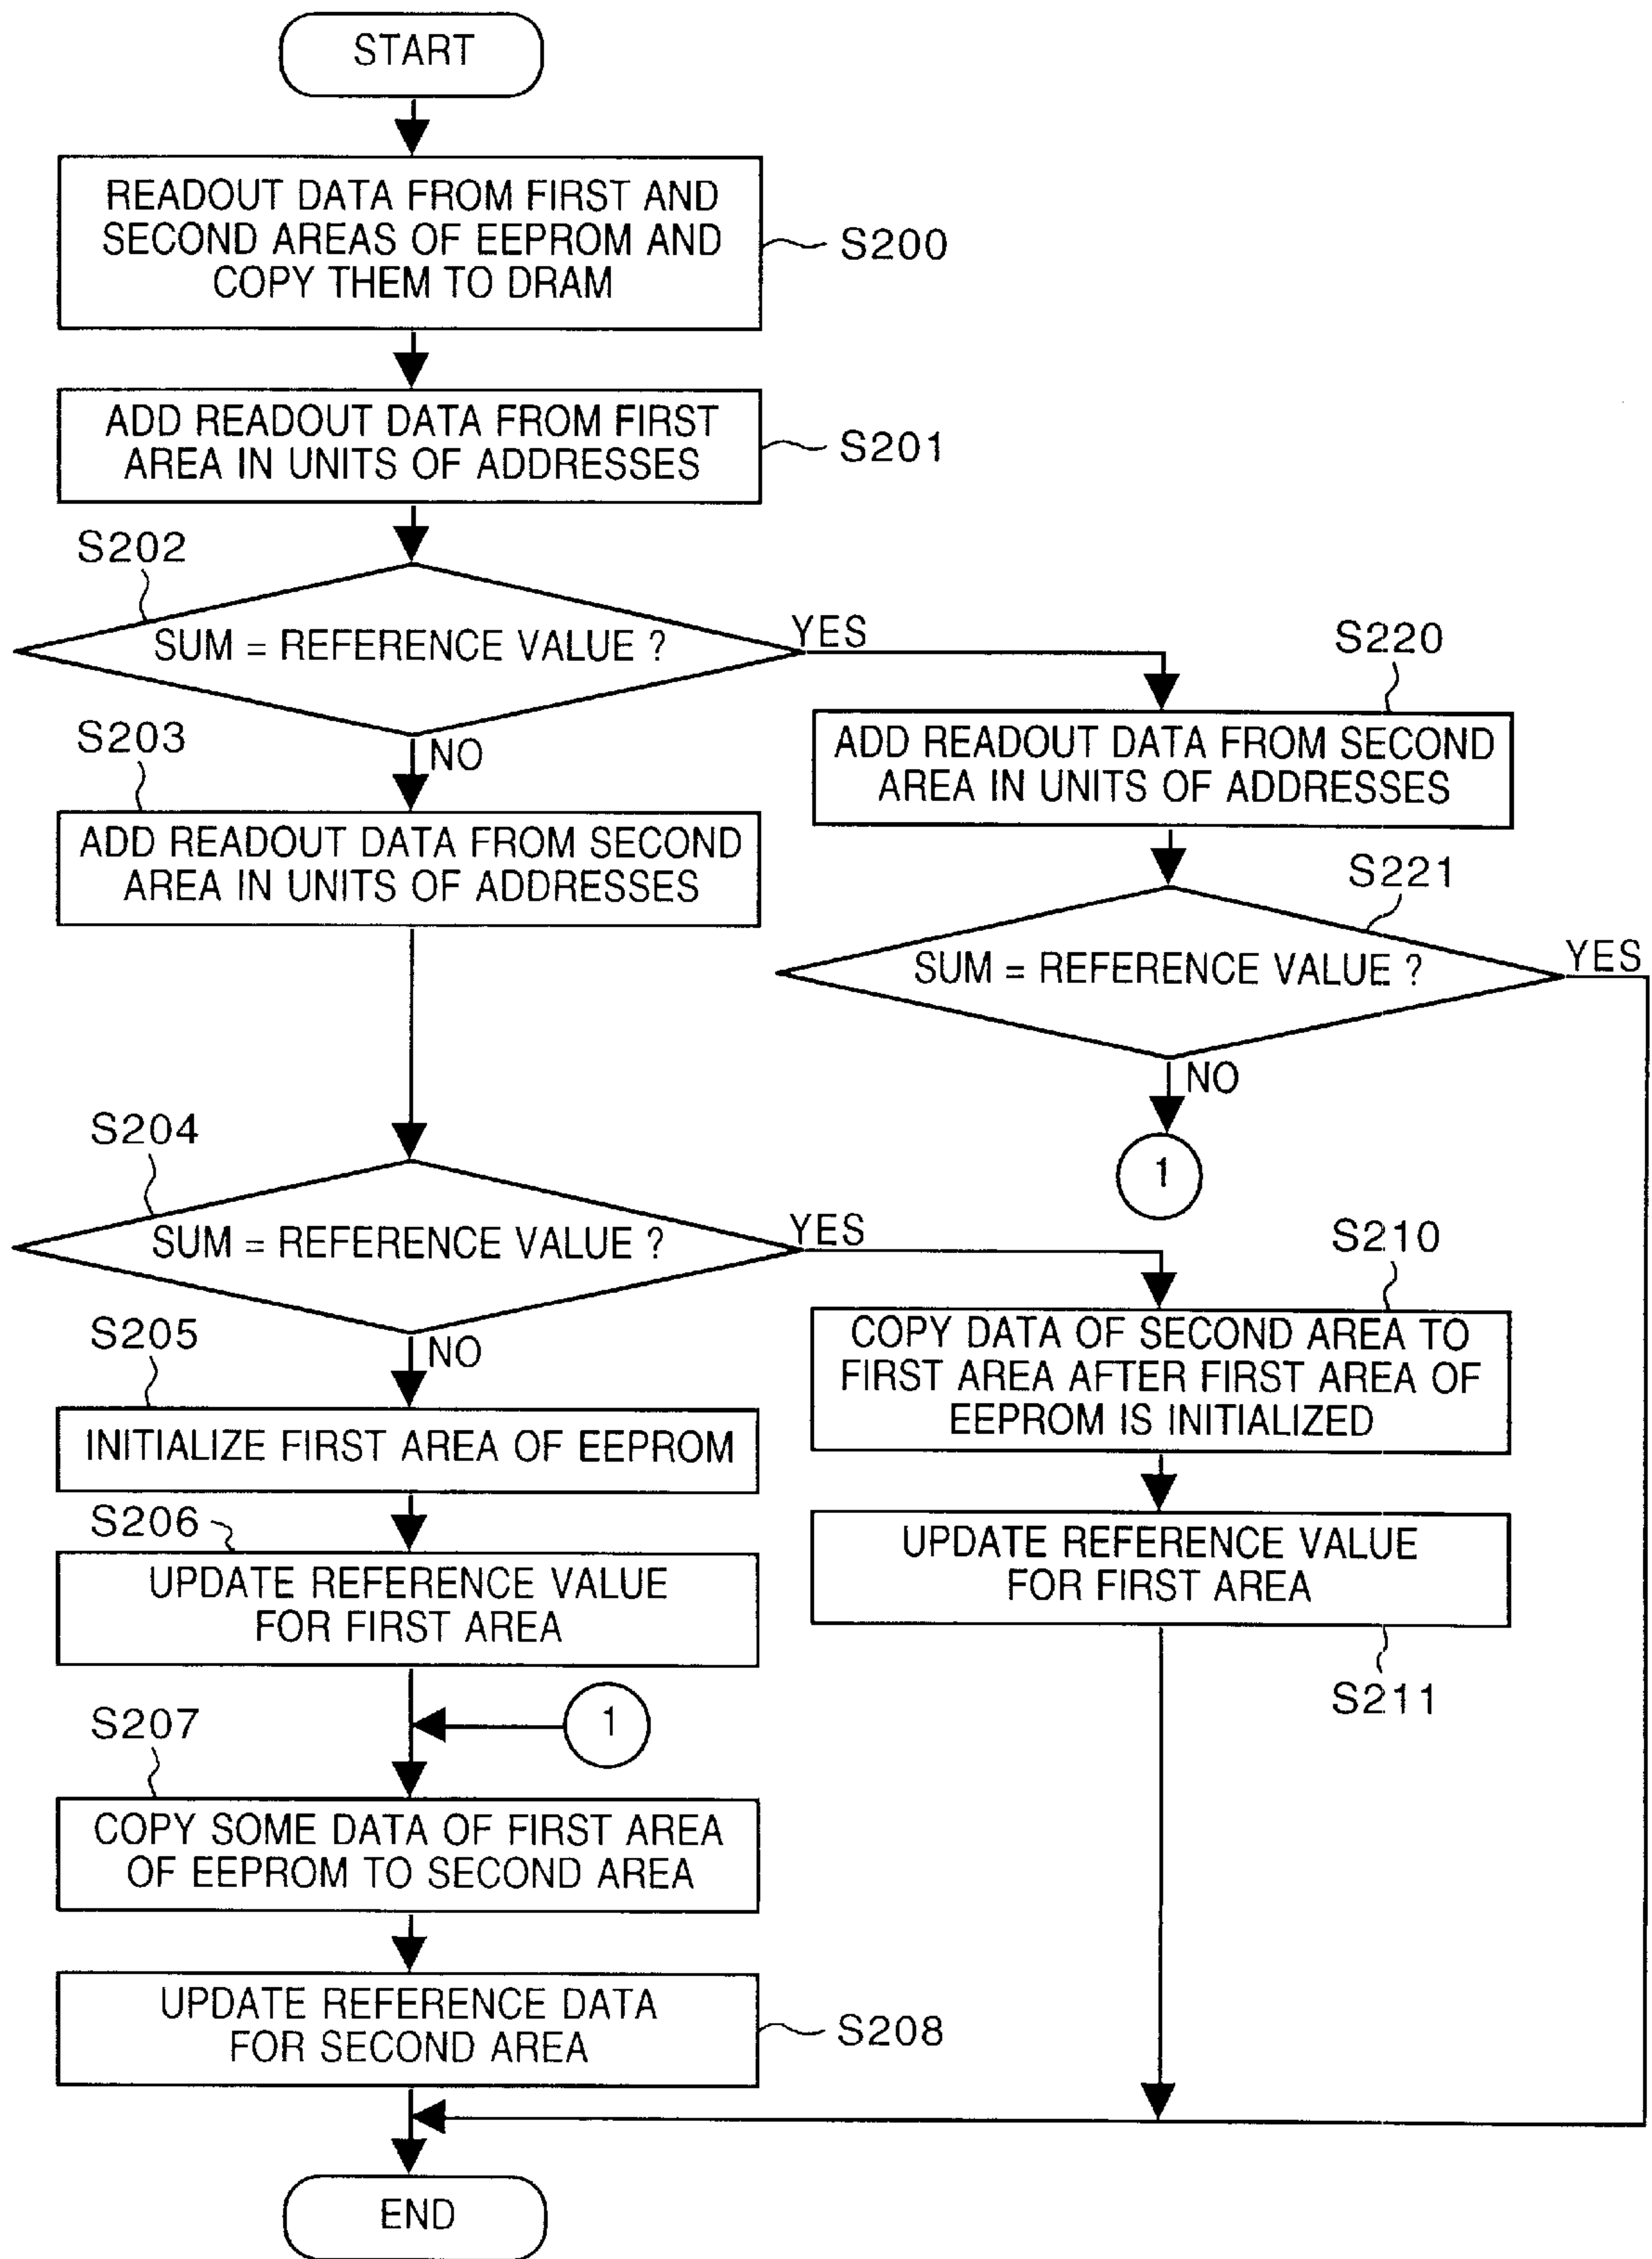 START
READOUT DATA FROM FIRST AND
SECOND AREAS OF EEPROM AND
COPY THEM TO DRAM
S200
ADD READOUT DATA FROM FIRST
AREA IN UNITS OF ADDRESSES
S201
S202
SUM = REFERENCE VALUE ?
YES
NO
S220
ADD READOUT DATA FROM SECOND
AREA IN UNITS OF ADDRESSES
S203
ADD READOUT DATA FROM SECOND
AREA IN UNITS OF ADDRESSES
S221
SUM = REFERENCE VALUE ?
YES
NO
1
S204
SUM = REFERENCE VALUE ?
YES
NO
S210
COPY DATA OF SECOND AREA TO
FIRST AREA AFTER FIRST AREA OF
EEPROM IS INITIALIZED
S205
INITIALIZE FIRST AREA OF EEPROM
S206
UPDATE REFERENCE VALUE
FOR FIRST AREA
UPDATE REFERENCE VALUE
FOR FIRST AREA
S211
1
S207
COPY SOME DATA OF FIRST AREA
OF EEPROM TO SECOND AREA
UPDATE REFERENCE DATA
FOR SECOND AREA
S208
END